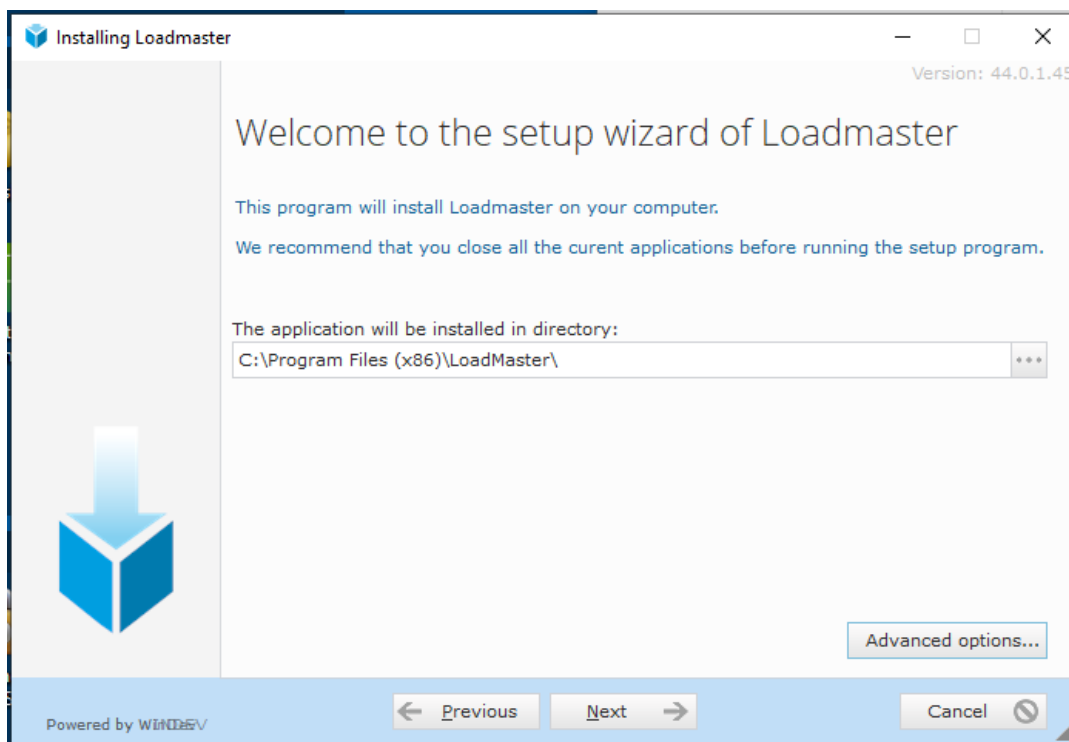 Installing Loadmaster
Version: 44.0.1.45
Welcome to the setup wizard of Loadmaster
This program will install Loadmaster on your computer.
We recommend that you close all the curent applications before running the setup program.
The application will be installed in directory:
C:\Program Files (x86)\LoadMaster\
Advanced options...
Powered by
Previous
Next
Cancel